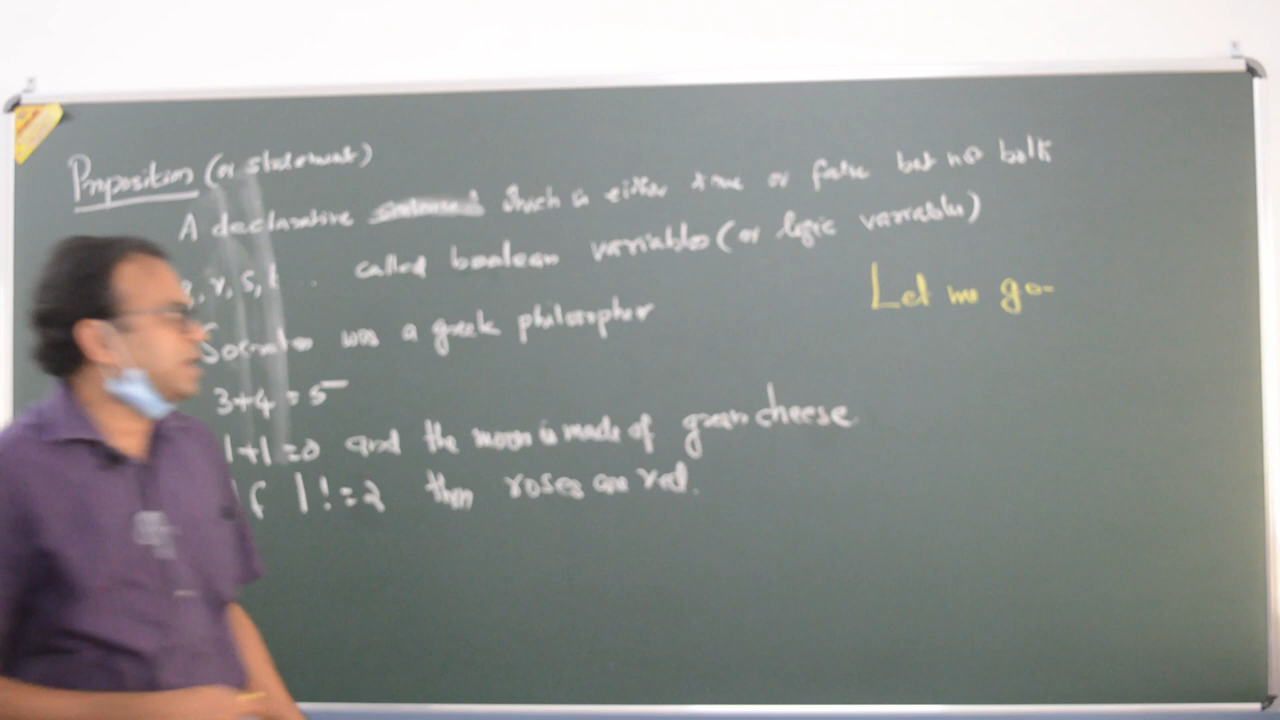 Proposition (or statement)
A declarative which is either true or false but not both
r, s, t . called boolean variables (or logic variables)
Let me go-
Socrates was a greek philosopher
3+4=5
1+1=0 and the moon is made of green cheese.
If 1!=2 then roses are red.